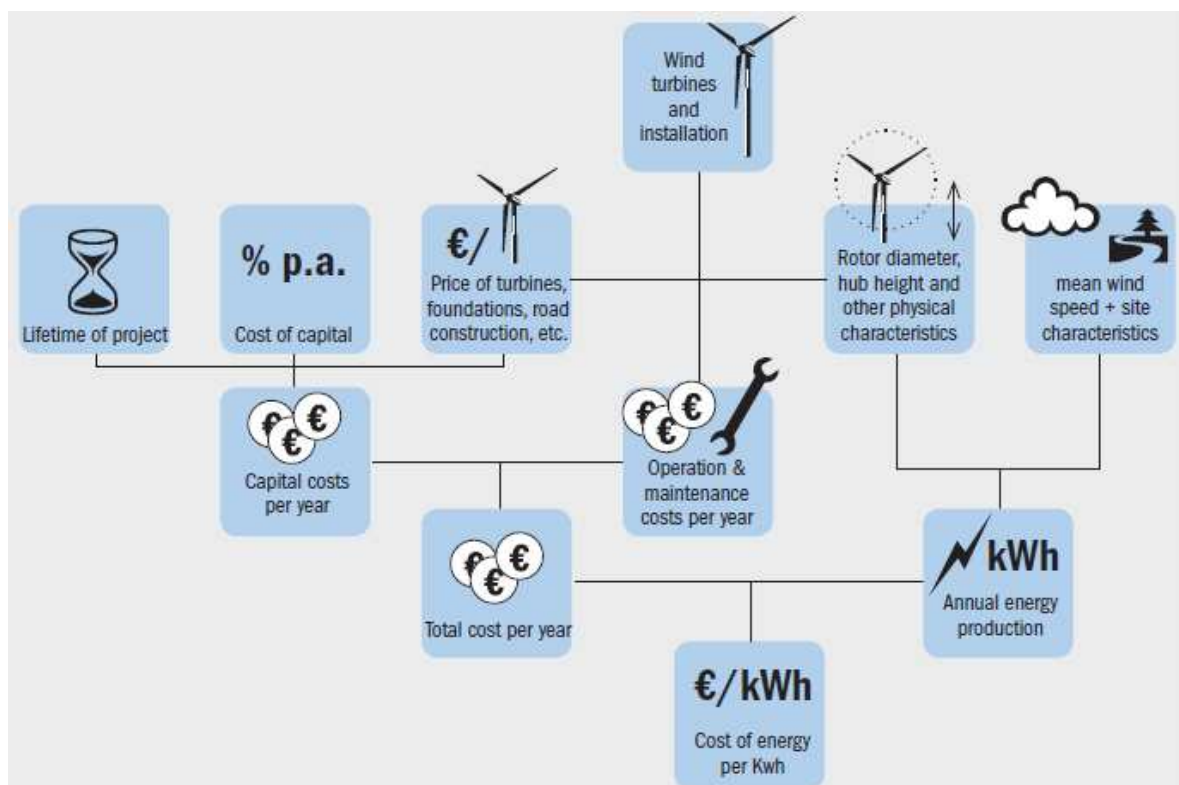 Wind
turbines
and
installation
Lifetime of project
% p.a.
Cost of capital
€/
Price of turbines,
foundations, road
construction, etc.
Rotor diameter,
hub height and
other physical
characteristics
mean wind
speed + site
characteristics
€ € €
Capital costs
per year
€ € €
Operation &
maintenance
costs per year
€ € €
Total cost per year
kWh
Annual energy
production
€/kWh
Cost of energy
per Kwh